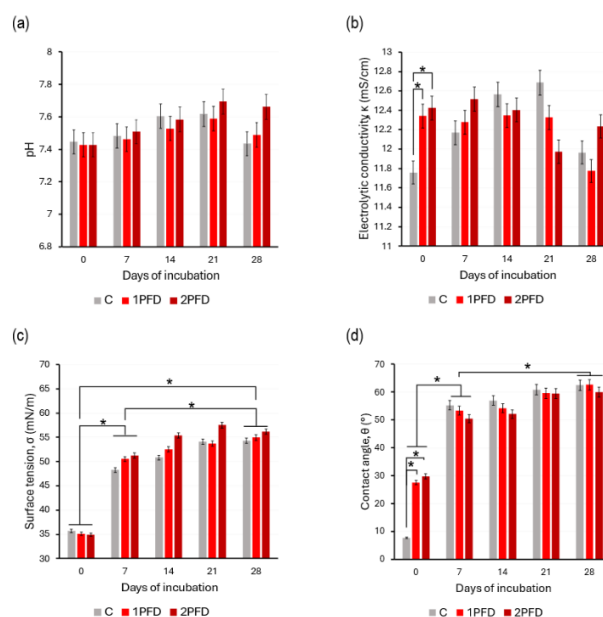 (a)
8
7.8
7.6
7.4
7.2
7
6.8
pH
0 7 14 21 28
Days of incubation
C 1PFD 2PFD
(b)
13
12.8
12.6
12.4
12.2
12
11.8
11.6
11.4
11.2
11
Electrolytic conductivity, κ (mS/cm)
*
*
0 7 14 21 28
Days of incubation
C 1PFD 2PFD
(c)
70
65
60
55
50
45
40
35
30
Surface tension, σ (mN/m)
*
*
*
0 7 14 21 28
Days of incubation
C 1PFD 2PFD
(d)
70
60
50
40
30
20
10
0
Contact angle, θ (°)
*
*
*
*
0 7 14 21 28
Days of incubation
C 1PFD 2PFD